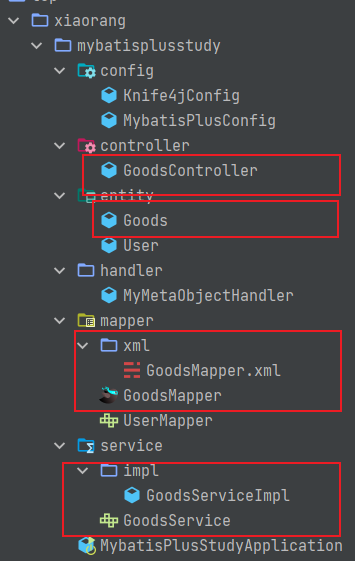 xiaorang
mybatisplusstudy
config
Knife4jConfig
MybatisPlusConfig
controller
GoodsController
entity
Goods
User
handler
MyMetaObjectHandler
mapper
xml
GoodsMapper.xml
GoodsMapper
UserMapper
service
impl
GoodsServiceImpl
GoodsService
MybatisPlusStudyApplication